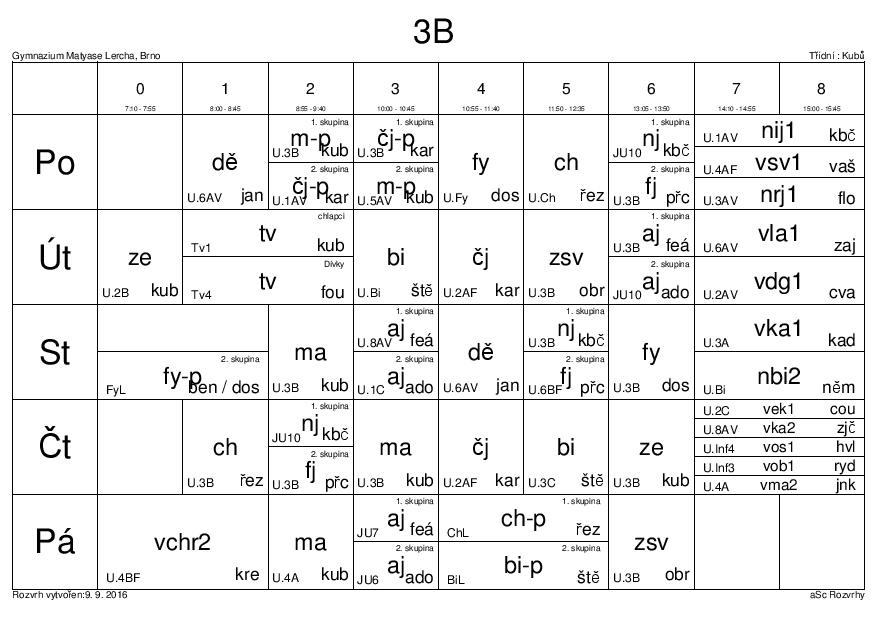 3B
Gymnazium Matyase Lercha, Brno Třídní : Kubů
0 1 2 3 4 5 6 7 8
7:10 - 7:55 8:00 - 8:45 8:55 - 9:40 10:00 - 10:45 10:55 - 11:40 11:50 - 12:35 13:05 - 13:50 14:10 - 14:55 15:00 - 15:45
Po
dě
U.6AV jan
1. skupina
m-p
U.3B kub
2. skupina
čj-p
U.1AV kar
1. skupina
čj-p
U.3B kar
2. skupina
m-p
U.5AV kub
fy
U.Fy dos
ch
U.Ch řez
1. skupina
nj
JU10 kbč
2. skupina
fj
U.3B přc
U.1AV nij1 kbč
U.4AF vsv1 vaš
U.3AV nrj1 flo
Út
ze
U.2B kub
chlapci
tv
Tv1 kub
Dívky
tv
Tv4 fou
bi
U.Bi ště
čj
U.2AF kar
zsv
U.3B obr
1. skupina
aj
U.3B feá
2. skupina
aj
JU10 ado
U.6AV vla1 zaj
U.2AV vdg1 cva
St
2. skupina
fy-p
FyL ben / dos
ma
U.3B kub
1. skupina
aj
U.8AV feá
2. skupina
aj
U.1C ado
dě
U.6AV jan
1. skupina
nj
U.3B kbč
2. skupina
fj
U.6BF přc
fy
U.3B dos
U.3A vka1 kad
U.Bi nbi2 něm
Čt
ch
U.3B řez
1. skupina
nj
JU10 kbč
2. skupina
fj
U.3B přc
ma
U.3B kub
čj
U.2AF kar
bi
U.3C ště
ze
U.3B kub
U.2C vek1 cou
U.8AV vka2 zjč
U.Inf4 vos1 hvl
U.Inf3 vob1 ryd
U.4A vma2 jnk
Pá
vchr2
U.4BF kre
ma
U.4A kub
1. skupina
aj
JU7 feá
2. skupina
aj
JU6 ado
1. skupina
ch-p
ChL řez
2. skupina
bi-p
BiL ště
zsv
U.3B obr
Rozvrh vytvořen:9. 9. 2016 aSc Rozvrhy